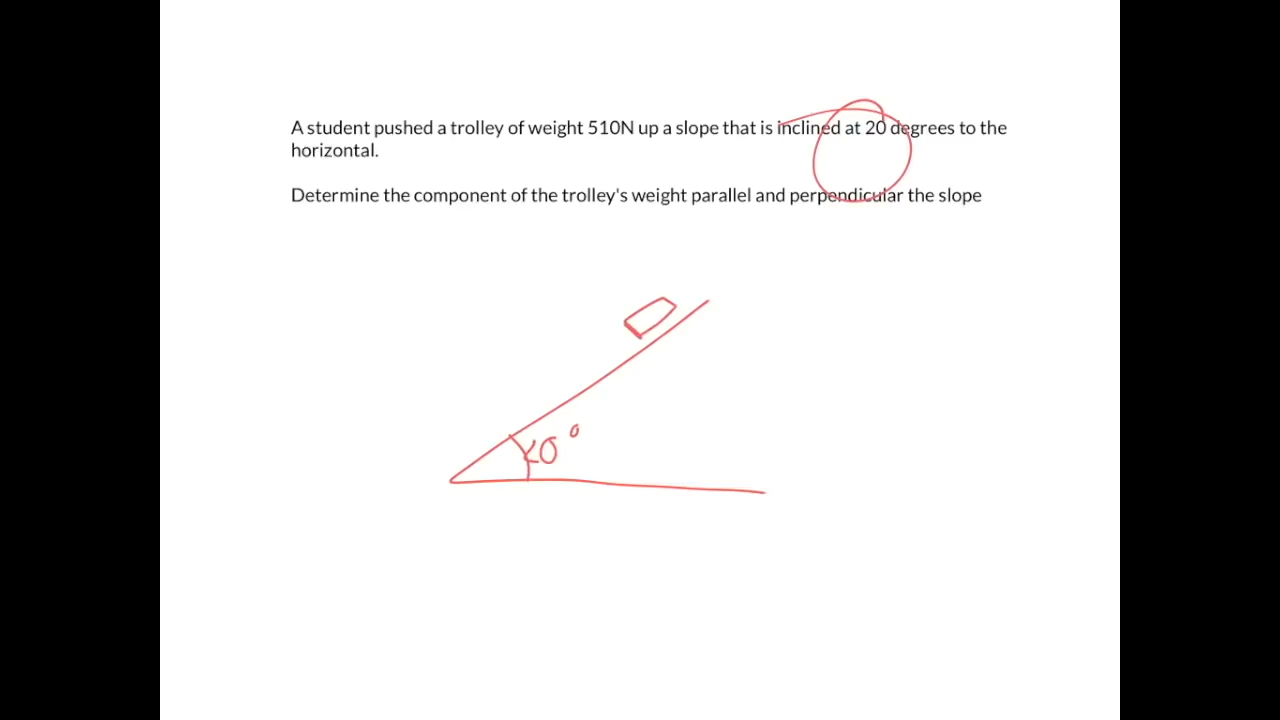 A student pushed a trolley of weight 510N up a slope that is inclined at 20 degrees to the
horizontal.
Determine the component of the trolley's weight parallel and perpendicular the slope
20°